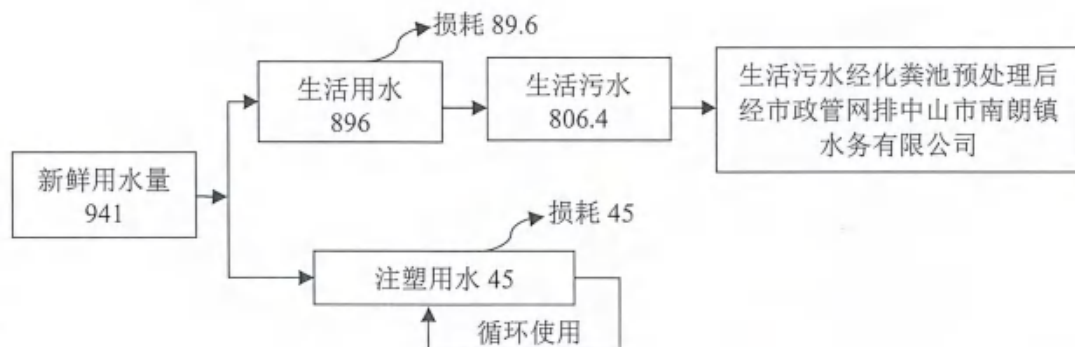 损耗 89.6
生活用水
896
生活污水
806.4
生活污水经化粪池预处理后
经市政管网排中山市南朗镇
水务有限公司
新鲜用水量
941
损耗 45
注塑用水 45
循环使用